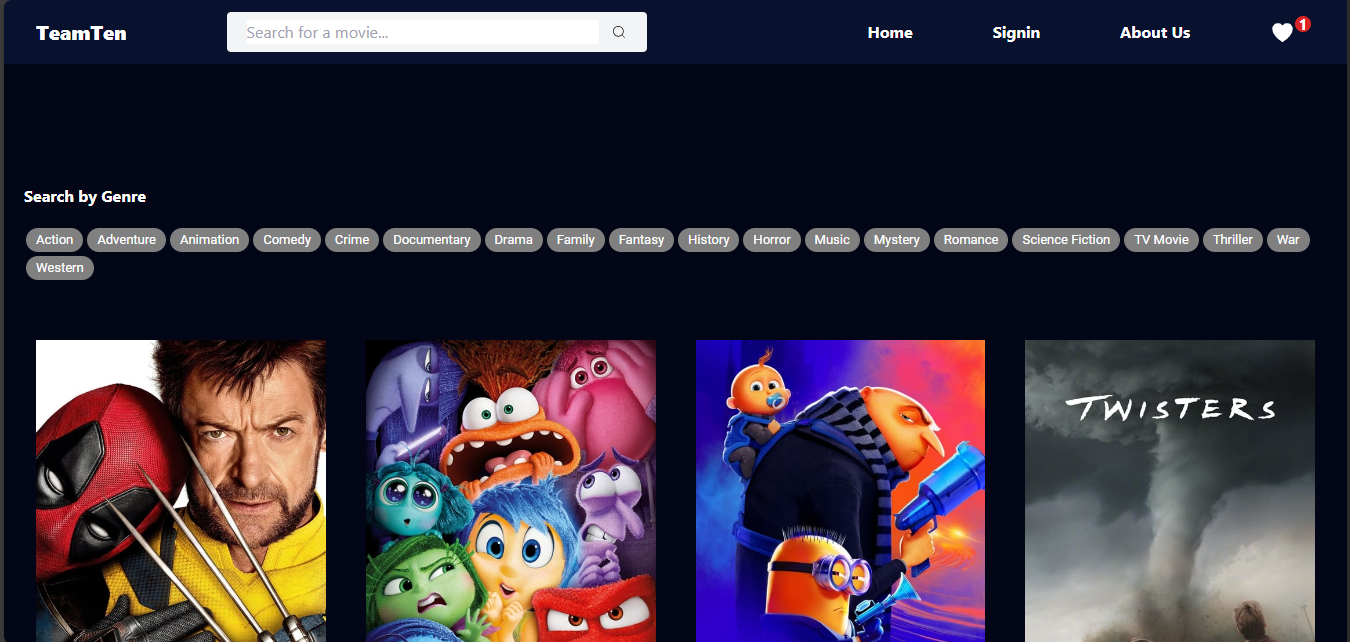 TeamTen Search for a movie... Home Signin About Us 1
Search by Genre
Action Adventure Animation Comedy Crime Documentary Drama Family Fantasy History Horror Music Mystery Romance Science Fiction TV Movie Thriller War
Western
TWISTERS